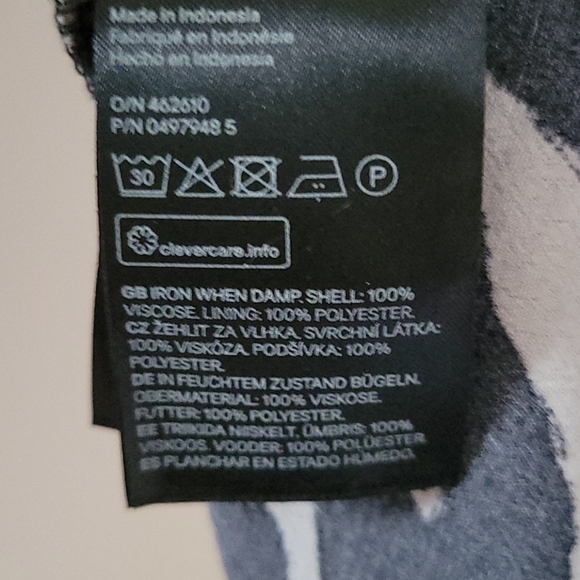 Made in Indonesia
Fabriqué en Indonésie
Hecho en Indonesia
O/N 462610
P/N 0497948 5
30 P
clevercare.info
GB IRON WHEN DAMP. SHELL: 100%
VISCOSE. LINING: 100% POLYESTER.
CZ ŽEHLIT ZA VLHKA. SVRCHNÍ LÁTKA:
100% VISKÓZA. PODŠÍVKA: 100%
POLYESTER.
DE IN FEUCHTEM ZUSTAND BÜGELN.
OBERMATERIAL: 100% VISKOSE.
FUTTER: 100% POLYESTER.
EE TRIIKIDA NIISKELT. ÜMBRIS: 100%
VISKOOS. VOODER: 100% POLÜESTER
ES PLANCHAR EN ESTADO HÚMEDO.